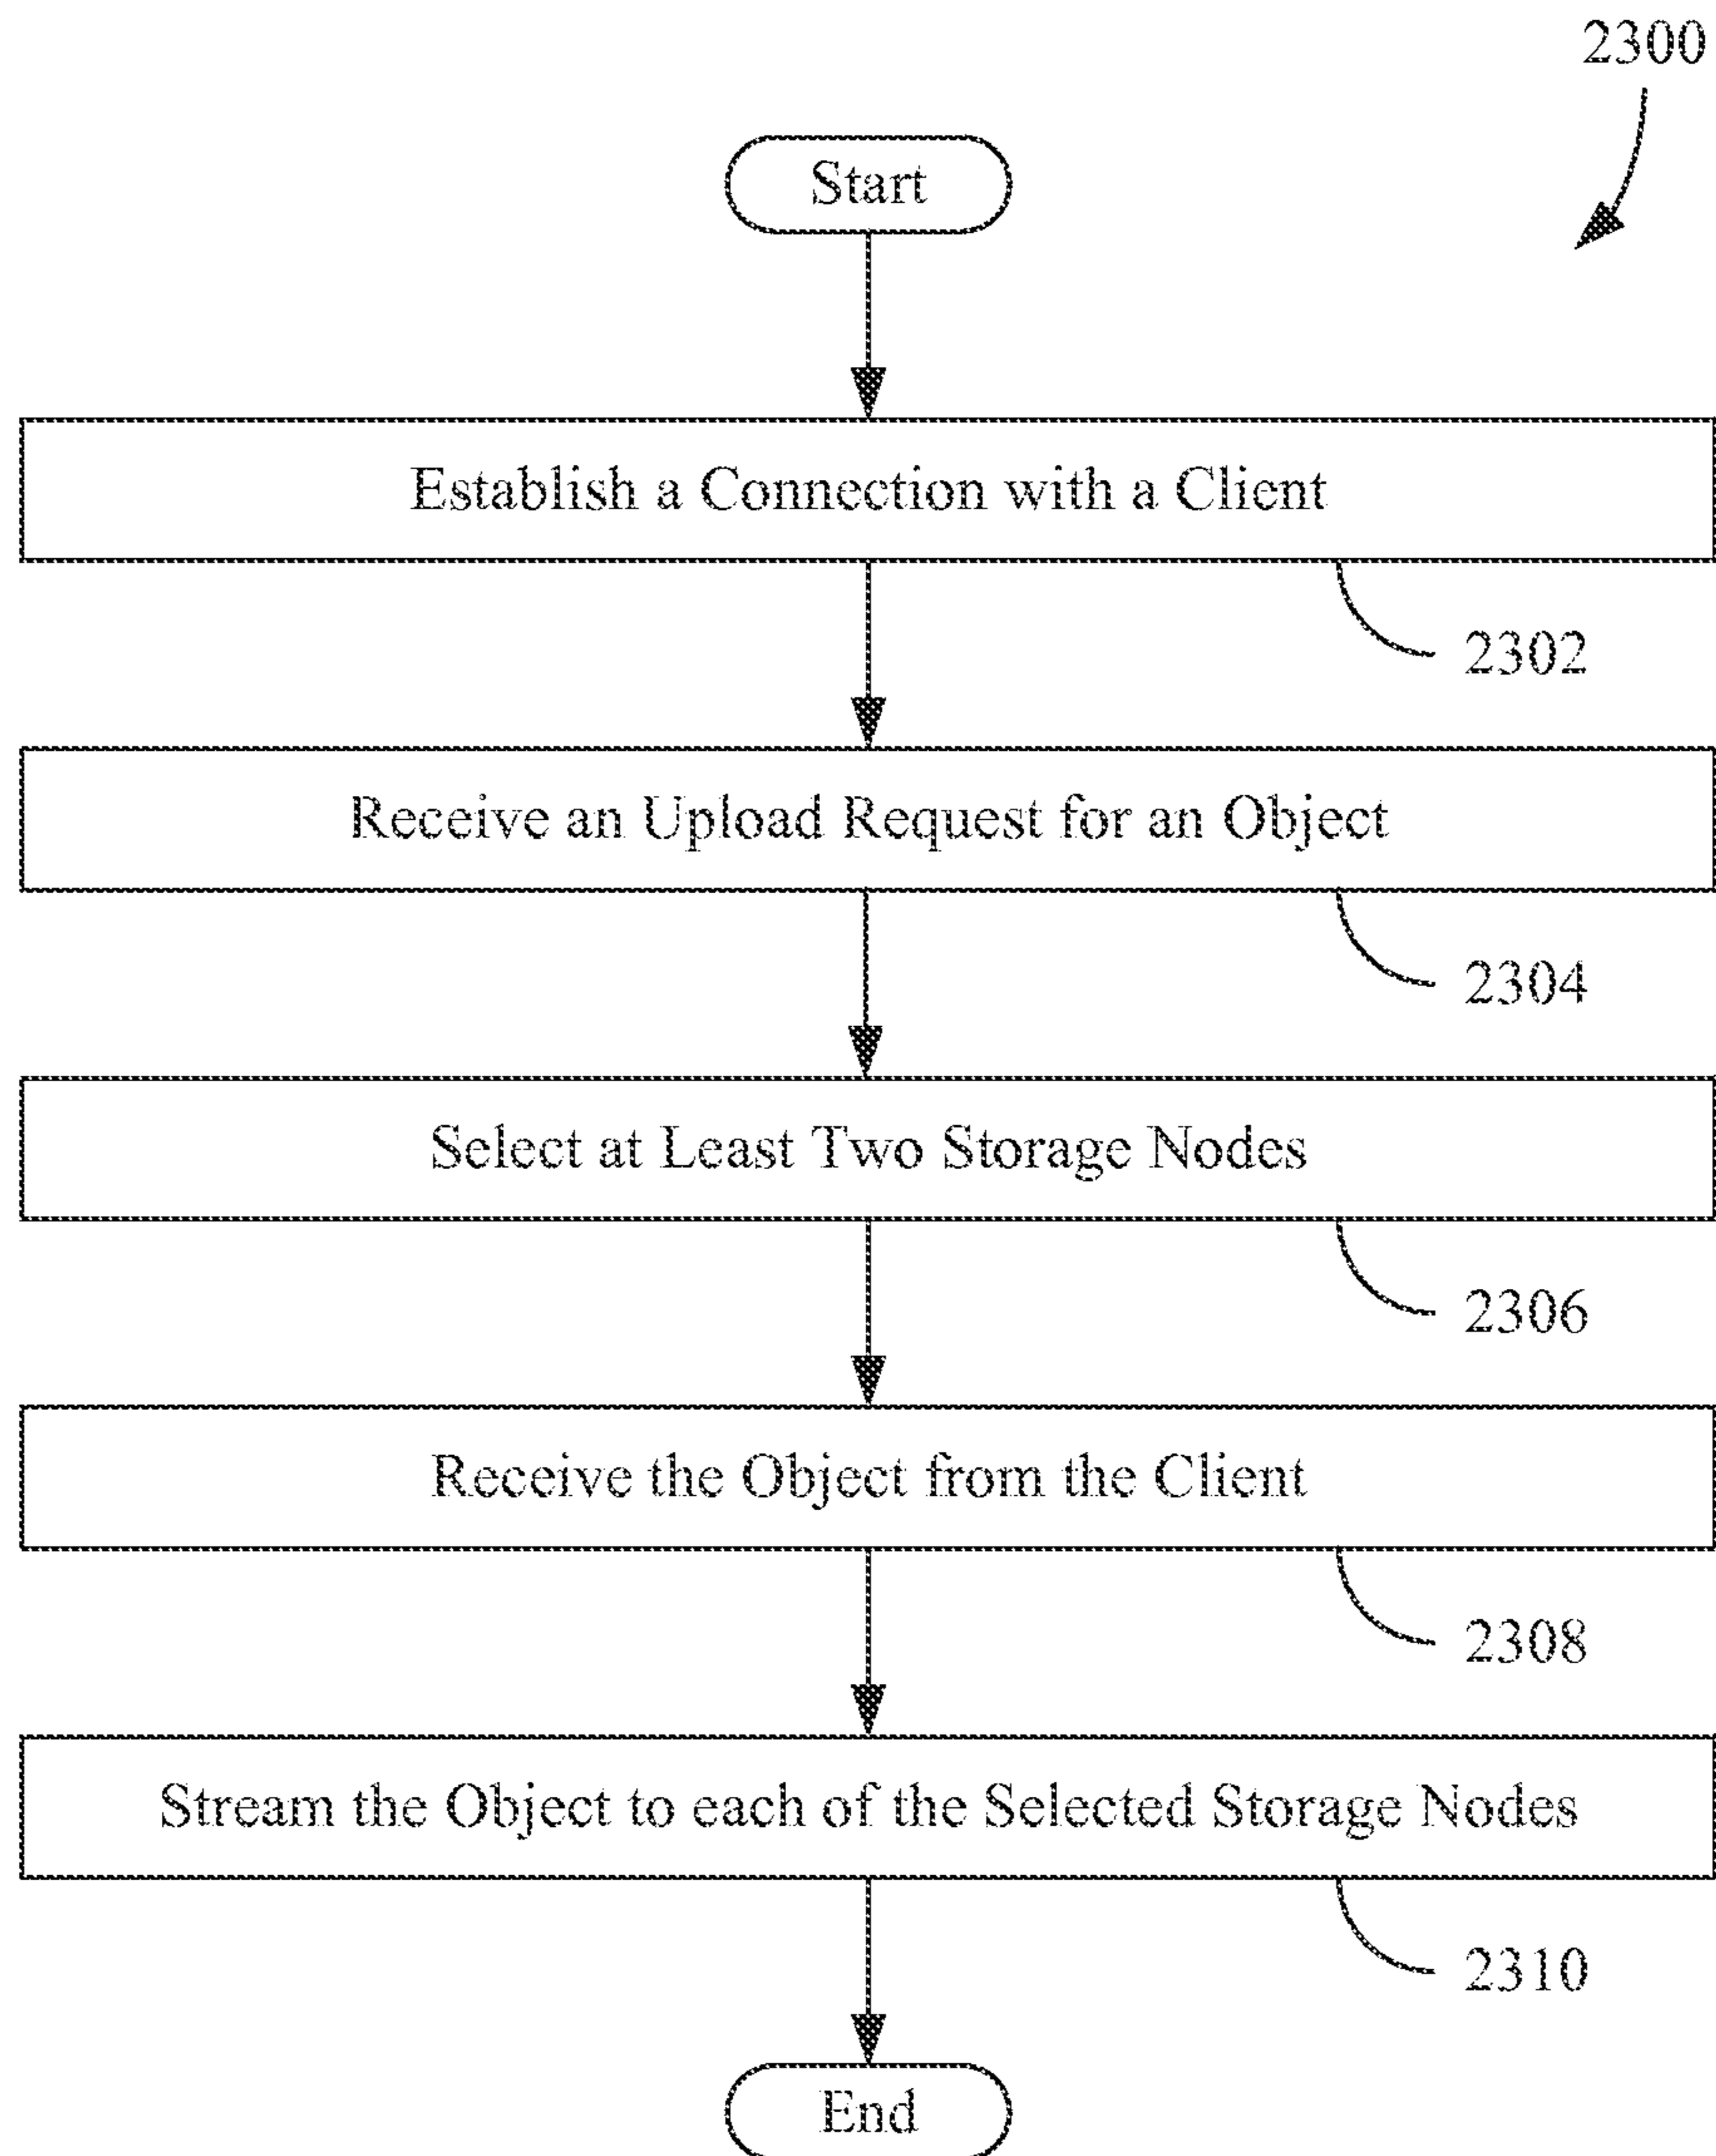 2300
Start
Establish a Connection with a Client
2302
Receive an Upload Request for an Object
2304
Select at Least Two Storage Nodes
2306
Receive the Object from the Client
2308
Stream the Object to each of the Selected Storage Nodes
2310
End